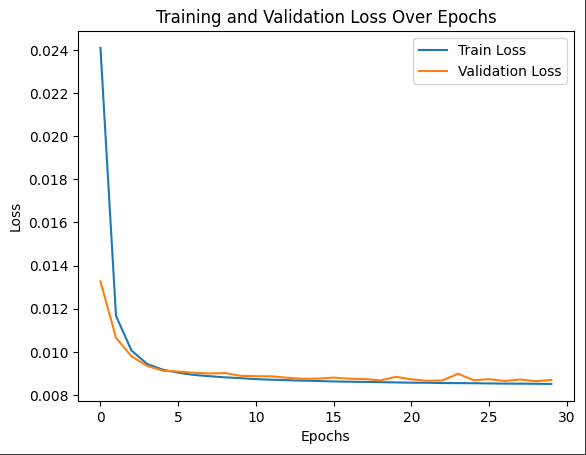 Training and Validation Loss Over Epochs
Train Loss
Validation Loss
Loss
0.024
0.022
0.020
0.018
0.016
0.014
0.012
0.010
0.008
0 5 10 15 20 25 30
Epochs